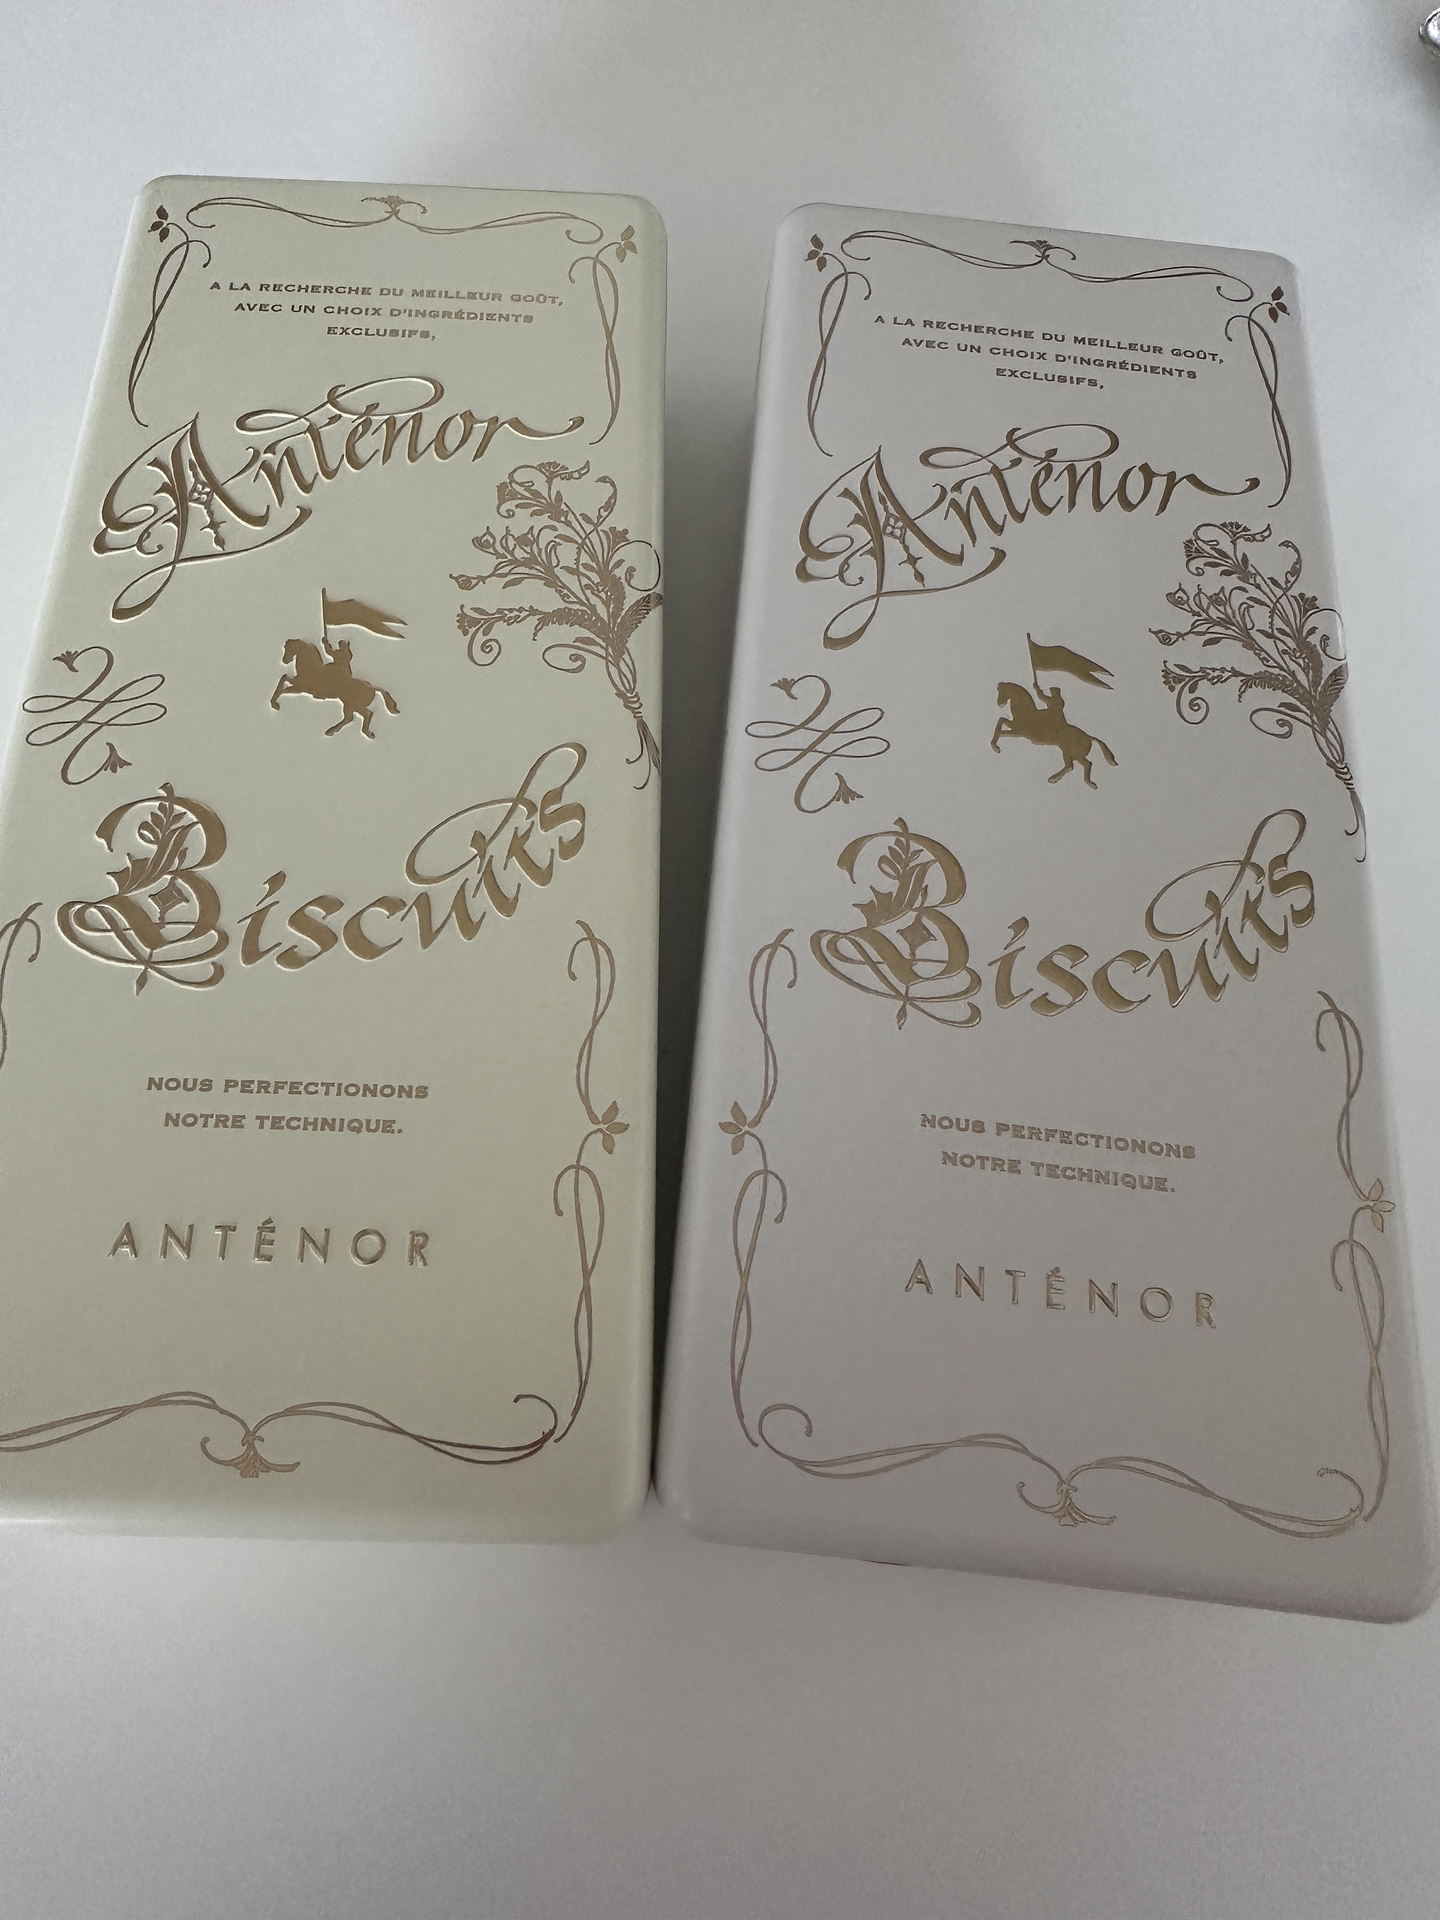 A LA RECHERCHE DU MEILLEUR GOÛT,
AVEC UN CHOIX D'INGRÉDIENTS
EXCLUSIFS,
Anténor
Biscuits
NOUS PERFECTIONONS
NOTRE TECHNIQUE.
ANTÉNOR
A LA RECHERCHE DU MEILLEUR GOÛT,
AVEC UN CHOIX D'INGRÉDIENTS
EXCLUSIFS,
Anténor
Biscuits
NOUS PERFECTIONONS
NOTRE TECHNIQUE.
ANTÉNOR